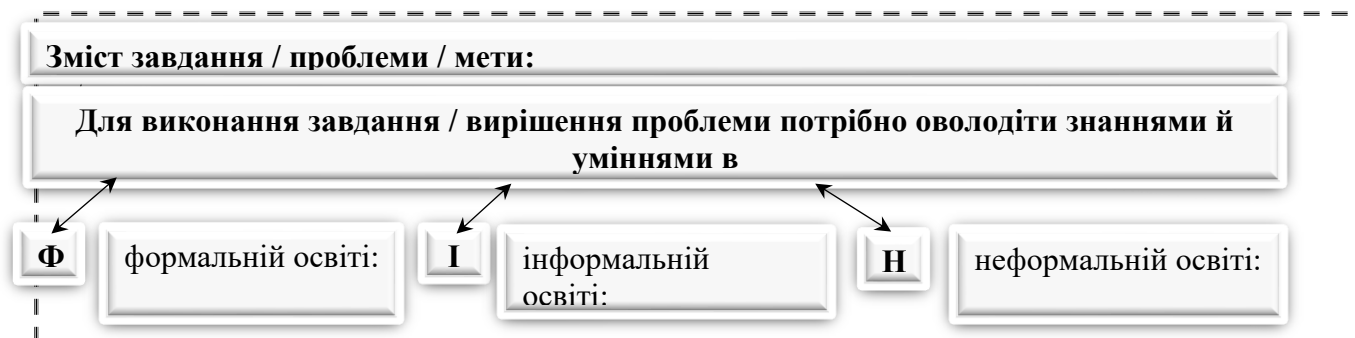 Зміст завдання / проблеми / мети:
Для виконання завдання / вирішення проблеми потрібно оволодіти знаннями й
уміннями в
Ф
формальній освіті:
І
інформальній
освіті:
Н
неформальній освіті: